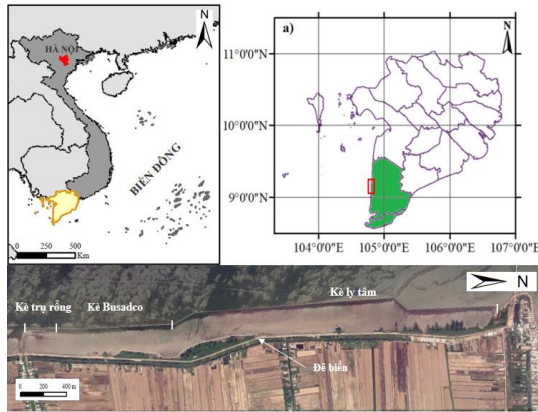 N
HÀ NỘI
BIỂN ĐÔNG
0 250 500
Km
a)
N
11°0'0"N
10°0'0"N
9°0'0"N
104°0'0"E 105°0'0"E 106°0'0"E 107°0'0"E
N
Kè trụ rỗng
Kè Busadco
Kè ly tâm
Đê biển
0 200 400 m